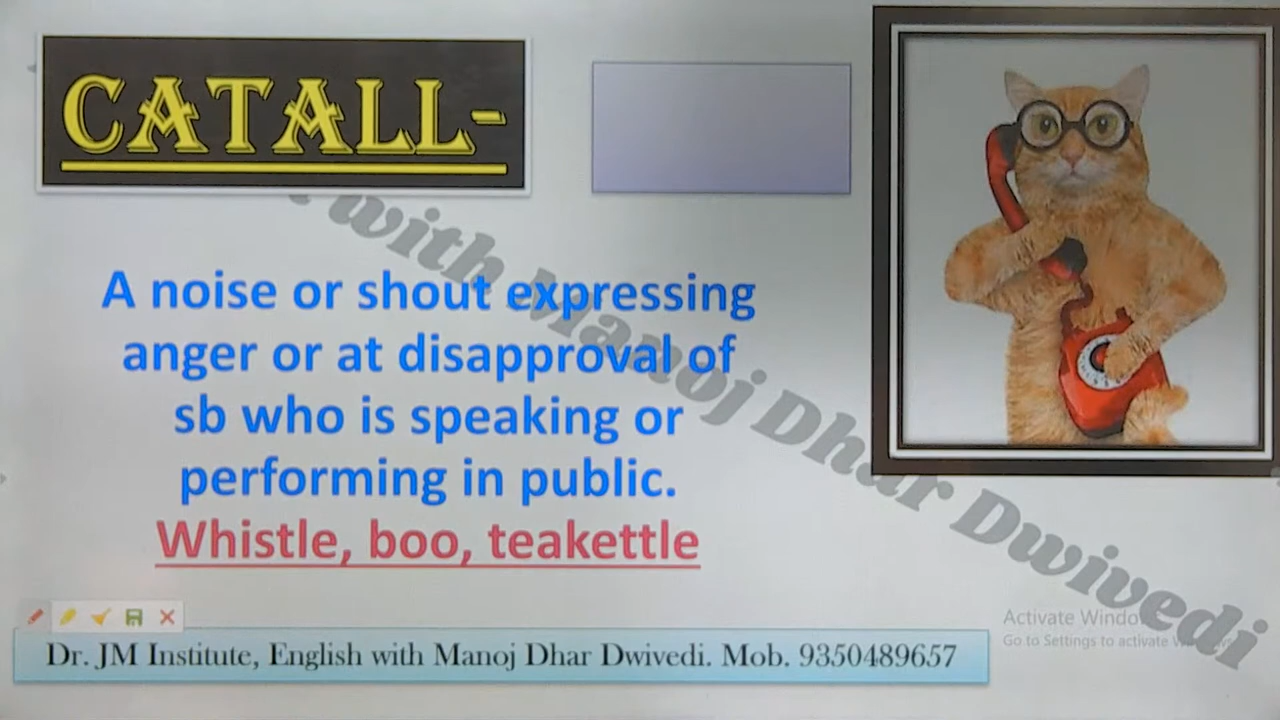 CATALL-
A noise or shout expressing
anger or at disapproval of
sb who is speaking or
performing in public.
Whistle, boo, teakettle
with Manoj Dhar Dwivedi
Dr. JM Institute, English with Manoj Dhar Dwivedi. Mob. 9350489657
Activate Windo
Go to Settings to activate